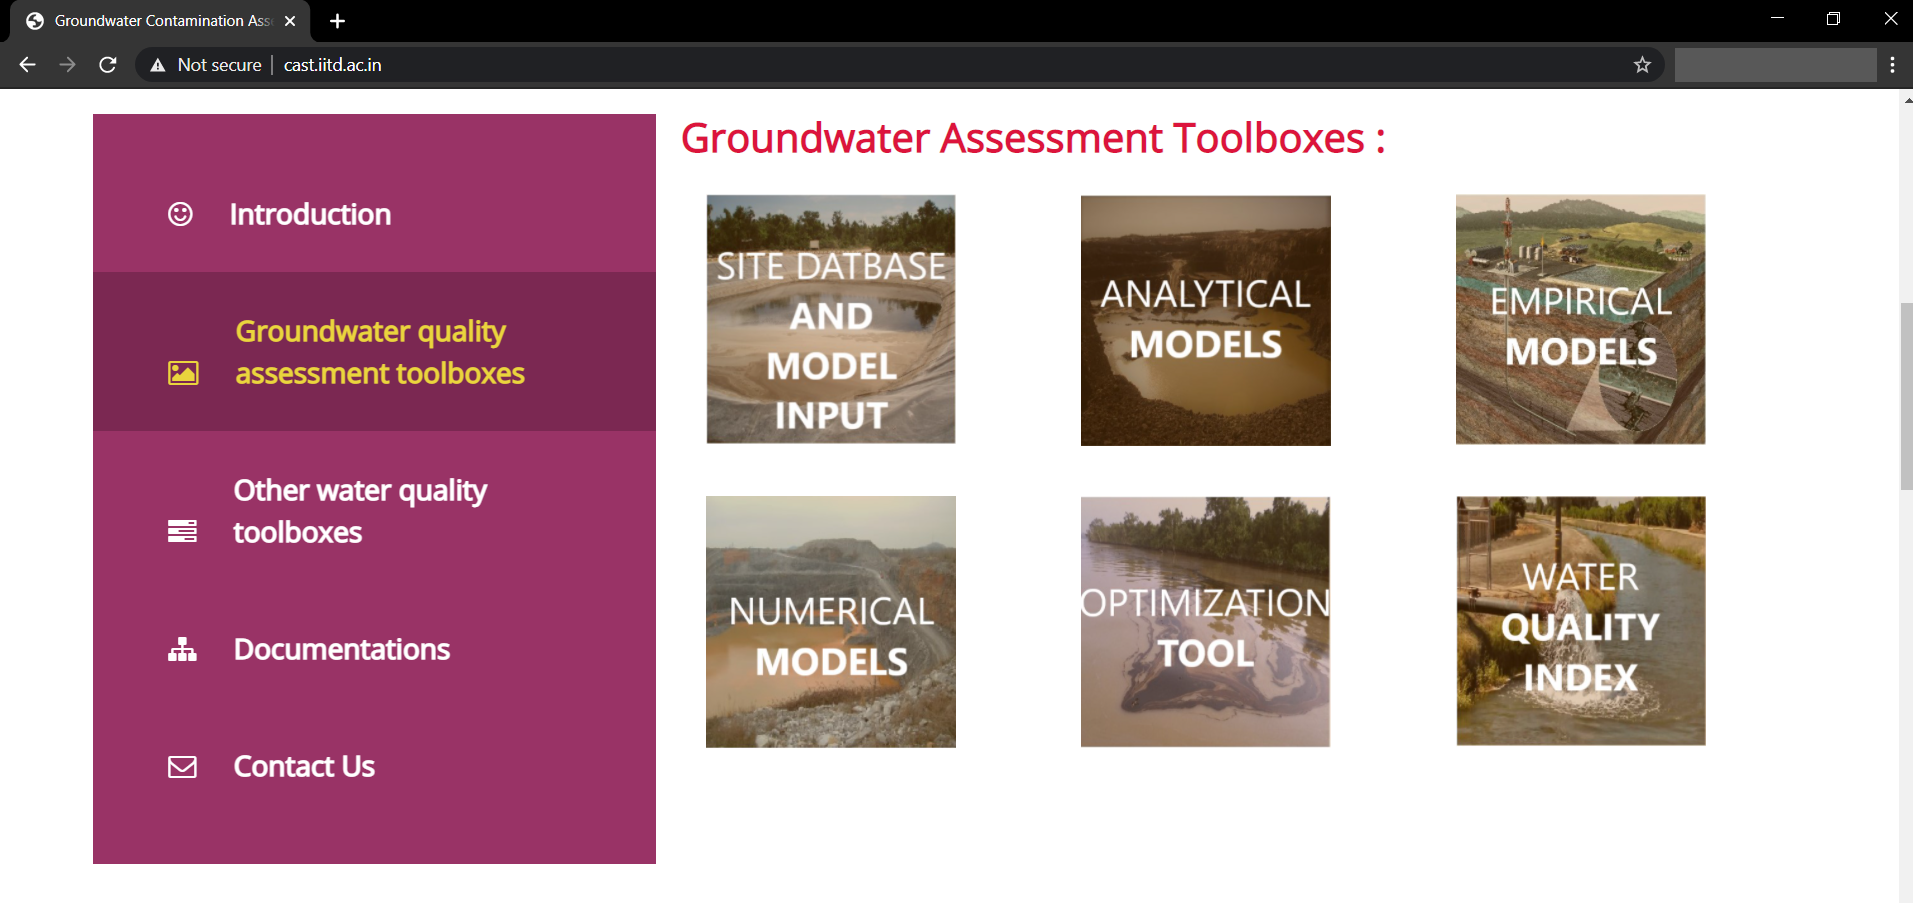 Groundwater Contamination Ass
Not secure
cast.iitd.ac.in
Introduction
Groundwater quality
assessment toolboxes
Other water quality
toolboxes
Documentations
Contact Us
Groundwater Assessment Toolboxes :
SITE DATBASE
AND
MODEL
INPUT
ANALYTICAL
MODELS
EMPIRICAL
MODELS
NUMERICAL
MODELS
OPTIMIZATION
TOOL
WATER
QUALITY
INDEX